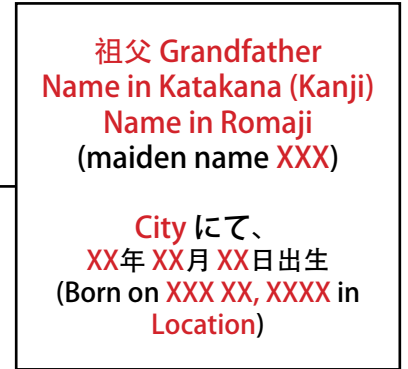 祖父 Grandfather
Name in Katakana (Kanji)
Name in Romaji
(maiden name XXX)
City にて、
XX年 XX月 XX日出生
(Born on XXX XX, XXXX in
Location)